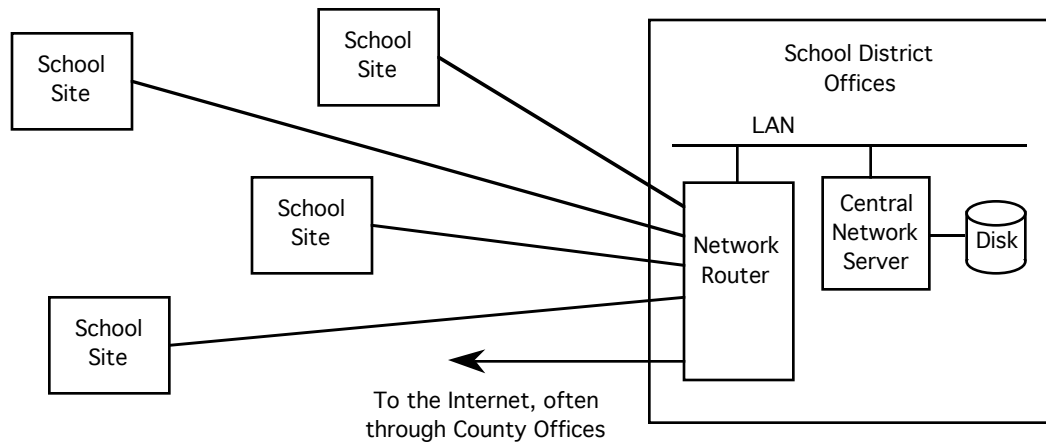 School
Site
School
Site
School District
Offices
LAN
School
Site
Central
Network
Server
Disk
Network
Router
School
Site
To the Internet, often
through County Offices